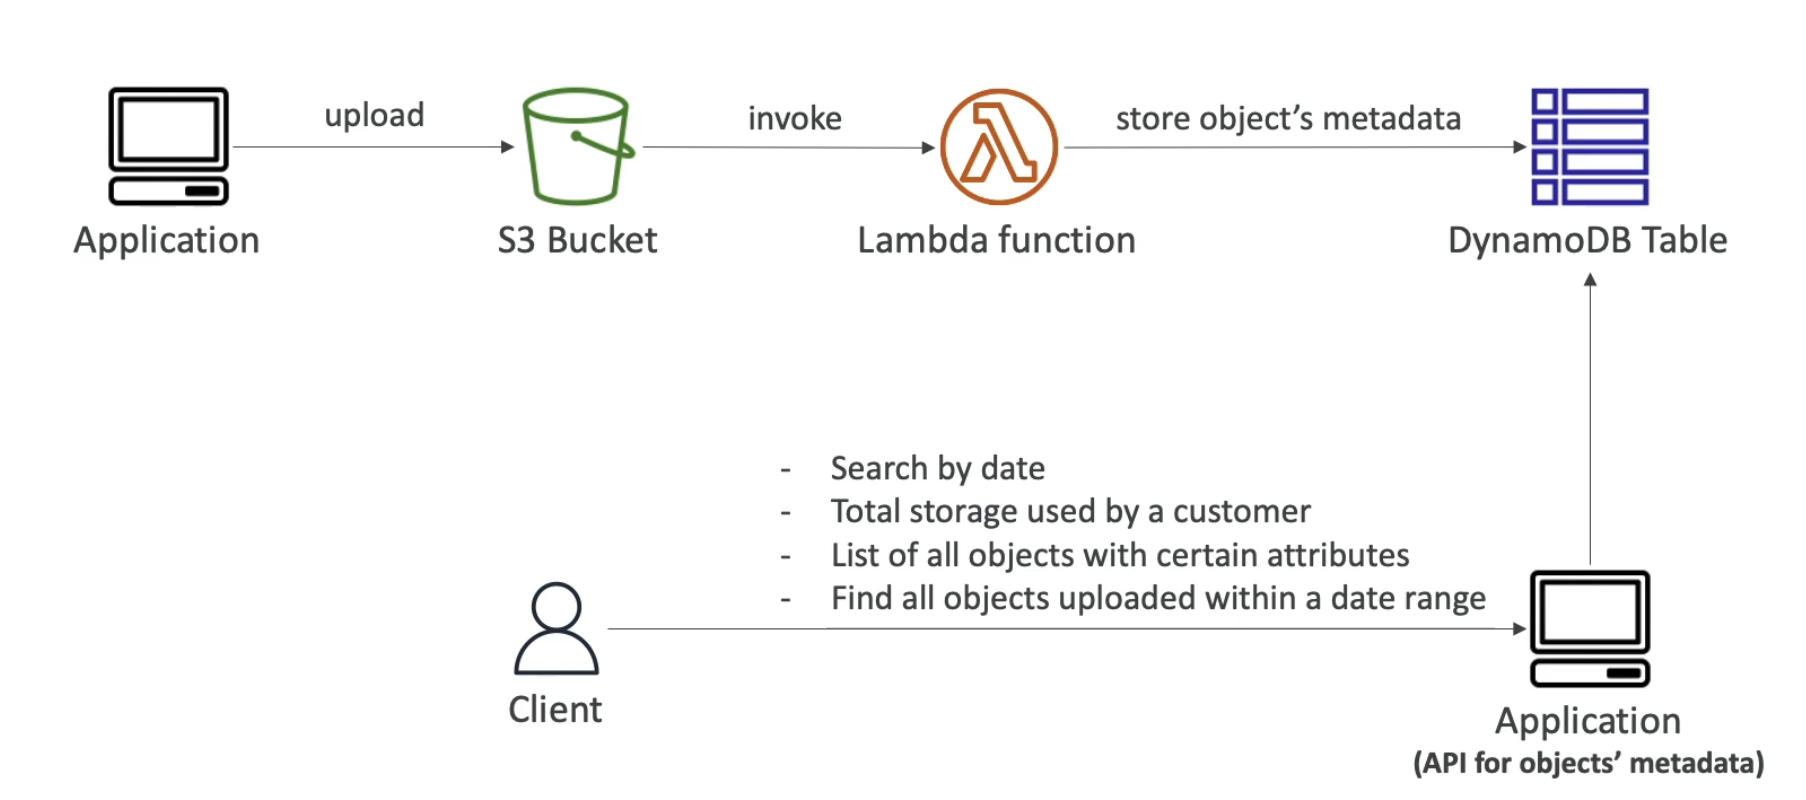 upload
invoke
store object’s metadata
Application
S3 Bucket
Lambda function
DynamoDB Table
- Search by date
- Total storage used by a customer
- List of all objects with certain attributes
- Find all objects uploaded within a date range
Client
Application
(API for objects’ metadata)